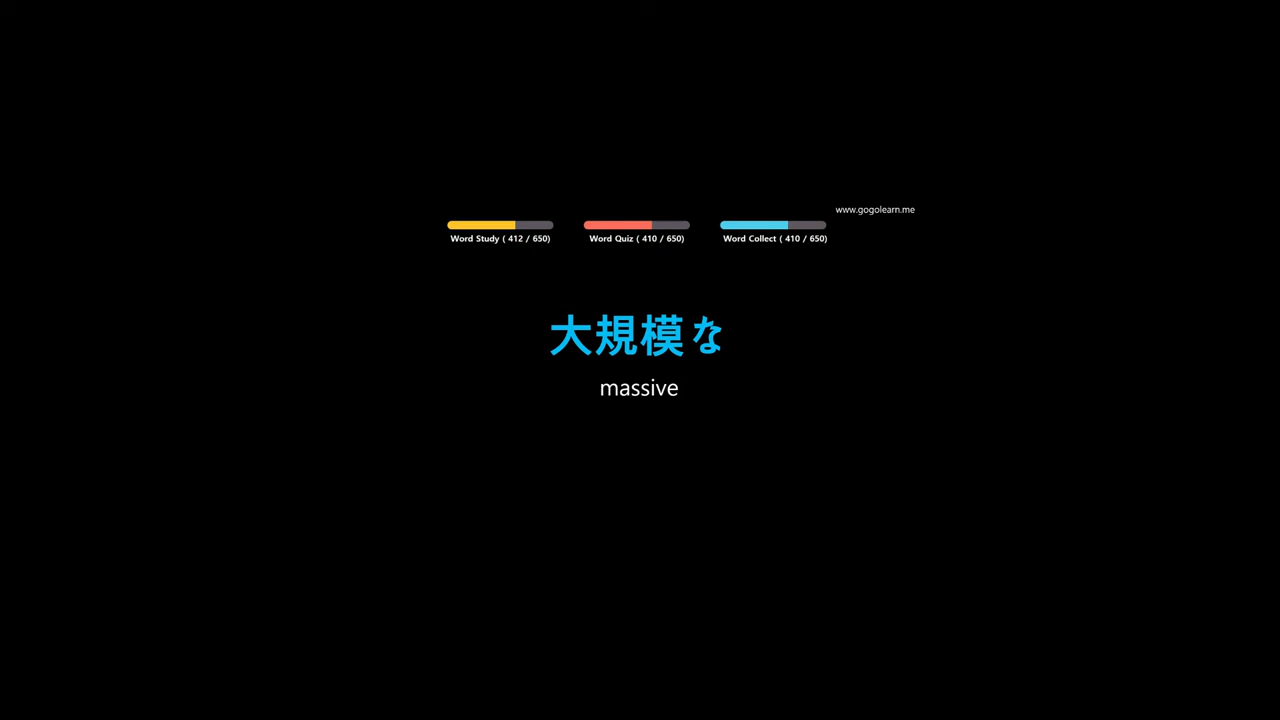 www.gogolearn.me
Word Study ( 412 / 650)
Word Quiz ( 410 / 650)
Word Collect ( 410 / 650)
大規模な
massive